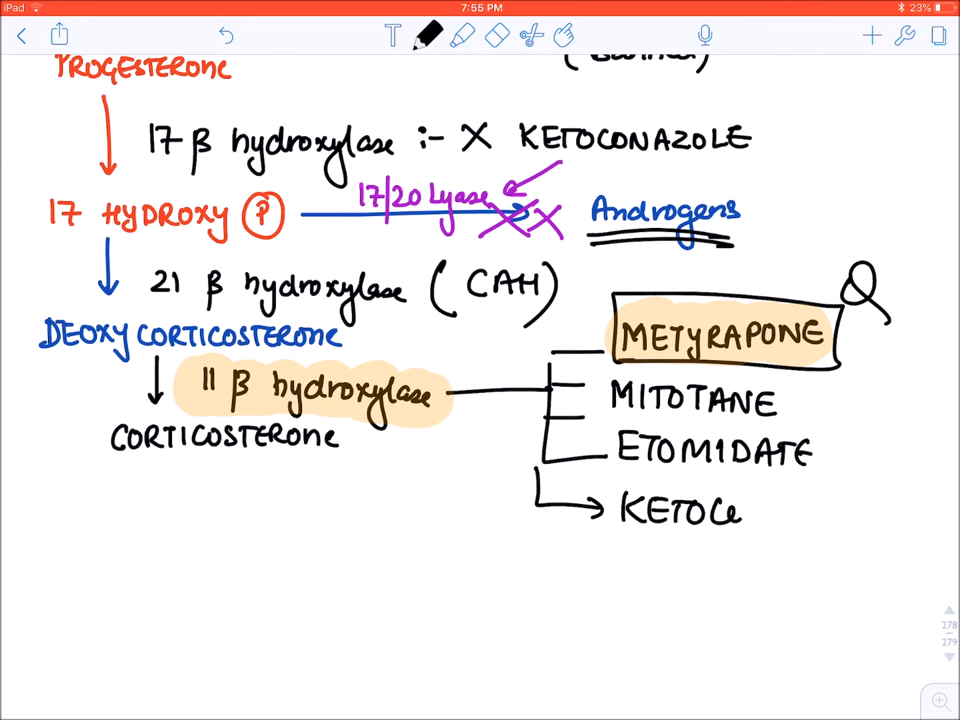 iPad 7:55 PM 23%
T
PROGESTERONE
17 β hydroxylase :- X KETOCONAZOLE
17/20 Lyase
17 HYDROXY P Androgens
21 β hydroxylase ( CAH )
Q
METYRAPONE
DEOXY CORTICOSTERONE
11 β hydroxylase
MITOTANE
CORTICOSTERONE
ETOMIDATE
KETOCe
278
279